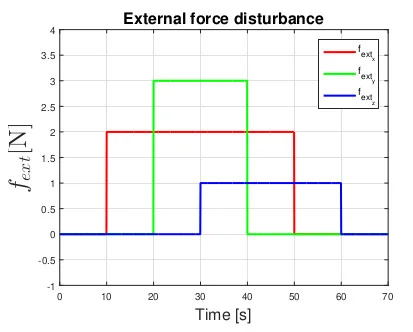 External force disturbance
f_ext [N]
4
3.5
3
2.5
2
1.5
1
0.5
0
-0.5
-1
f_ext_x
f_ext_y
f_ext_z
0 10 20 30 40 50 60 70
Time [s]